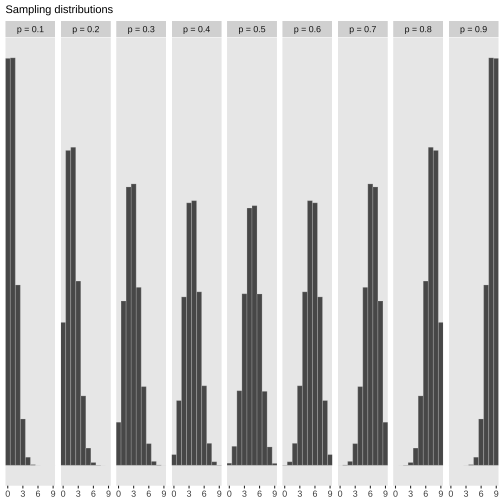 Sampling distributions
p = 0.1 p = 0.2 p = 0.3 p = 0.4 p = 0.5 p = 0.6 p = 0.7 p = 0.8 p = 0.9
0 3 6 9 0 3 6 9 0 3 6 9 0 3 6 9 0 3 6 9 0 3 6 9 0 3 6 9 0 3 6 9 0 3 6 9